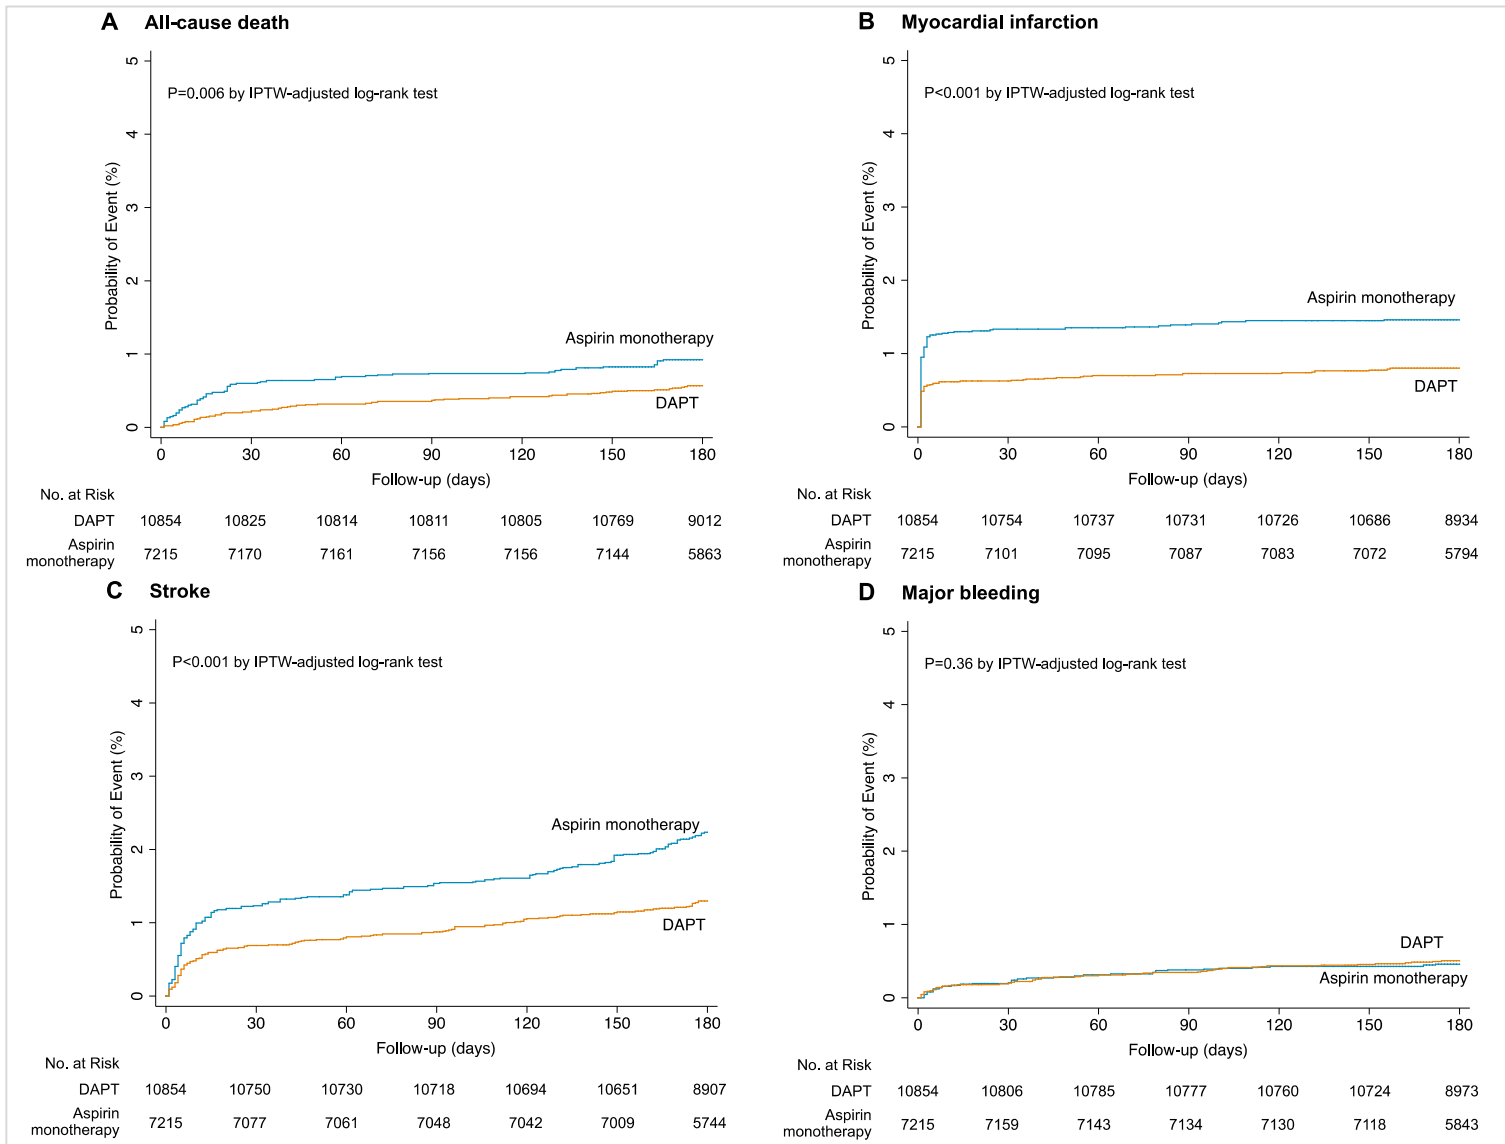 A All-cause death
5
4
3
2
1
0
Probability of Event (%)
P=0.006 by IPTW-adjusted log-rank test
Aspirin monotherapy
DAPT
0 30 60 90 120 150 180
Follow-up (days)
No. at Risk
DAPT 10854 10825 10814 10811 10805 10769 9012
Aspirin
monotherapy 7215 7170 7161 7156 7156 7144 5863
B Myocardial infarction
5
4
3
2
1
0
Probability of Event (%)
P<0.001 by IPTW-adjusted log-rank test
Aspirin monotherapy
DAPT
0 30 60 90 120 150 180
Follow-up (days)
No. at Risk
DAPT 10854 10754 10737 10731 10726 10686 8934
Aspirin
monotherapy 7215 7101 7095 7087 7083 7072 5794
C Stroke
5
4
3
2
1
0
Probability of Event (%)
P<0.001 by IPTW-adjusted log-rank test
Aspirin monotherapy
DAPT
0 30 60 90 120 150 180
Follow-up (days)
No. at Risk
DAPT 10854 10750 10730 10718 10694 10651 8907
Aspirin
monotherapy 7215 7077 7061 7048 7042 7009 5744
D Major bleeding
5
4
3
2
1
0
Probability of Event (%)
P=0.36 by IPTW-adjusted log-rank test
DAPT
Aspirin monotherapy
0 30 60 90 120 150 180
Follow-up (days)
No. at Risk
DAPT 10854 10806 10785 10777 10760 10724 8973
Aspirin
monotherapy 7215 7159 7143 7134 7130 7118 5843